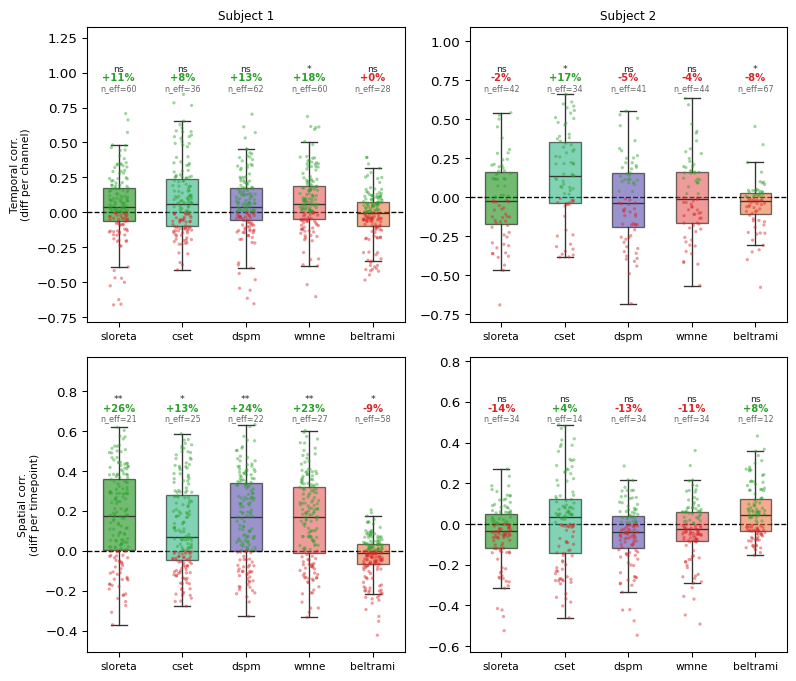 Subject 1
Subject 2
1.25
1.00
0.75
0.50
0.25
0.00
−0.25
−0.50
−0.75
Temporal corr.
(diff per channel)
ns
+11%
n_eff=60
ns
+8%
n_eff=36
ns
+13%
n_eff=62
*
+18%
n_eff=60
ns
+0%
n_eff=28
sloreta
cset
dspm
wmne
beltrami
1.00
0.75
0.50
0.25
0.00
−0.25
−0.50
−0.75
ns
-2%
n_eff=42
*
+17%
n_eff=34
ns
-5%
n_eff=41
ns
-4%
n_eff=44
*
-8%
n_eff=67
sloreta
cset
dspm
wmne
beltrami
0.8
0.6
0.4
0.2
0.0
−0.2
−0.4
Spatial corr.
(diff per timepoint)
**
+26%
n_eff=21
*
+13%
n_eff=25
**
+24%
n_eff=22
**
+23%
n_eff=27
*
-9%
n_eff=58
sloreta
cset
dspm
wmne
beltrami
0.8
0.6
0.4
0.2
0.0
−0.2
−0.4
−0.6
ns
-14%
n_eff=34
ns
+4%
n_eff=14
ns
-13%
n_eff=34
ns
-11%
n_eff=34
ns
+8%
n_eff=12
sloreta
cset
dspm
wmne
beltrami